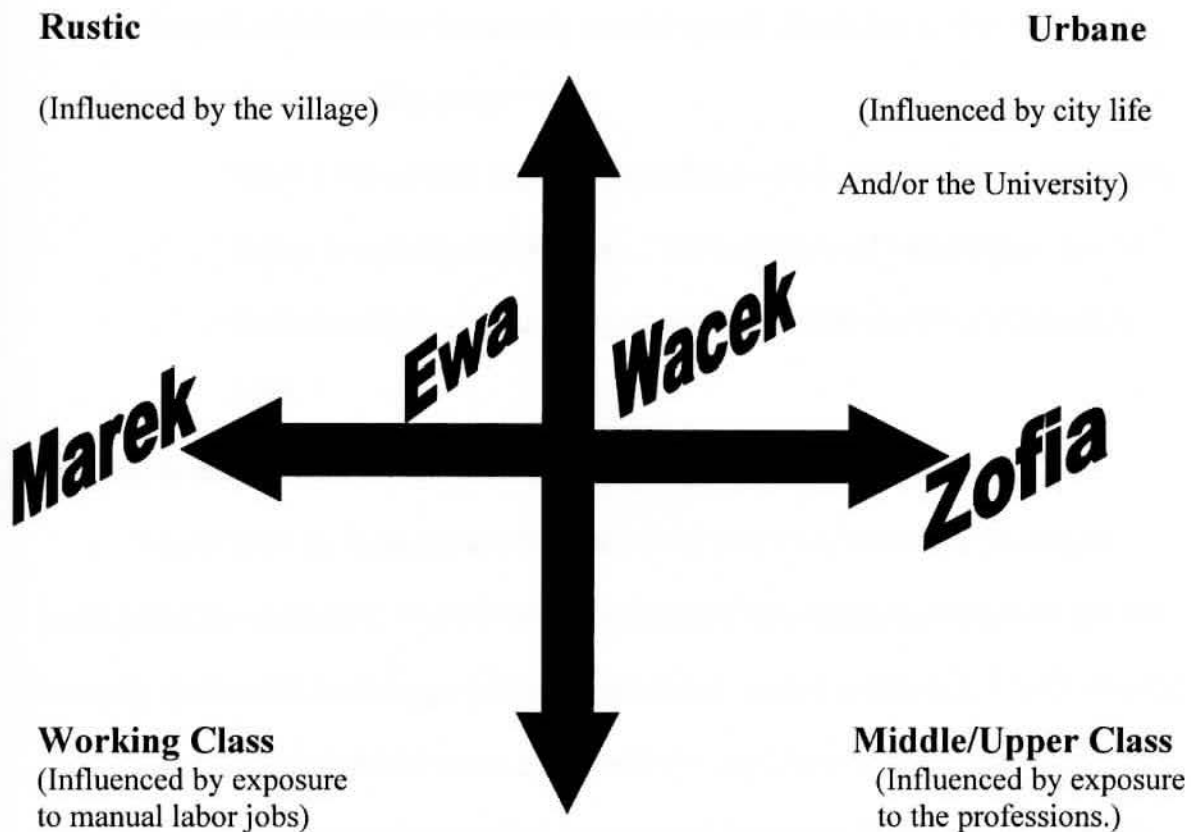 Rustic
Urbane
(Influenced by the village)
(Influenced by city life
And/or the University)
Ewa
Wacek
Marek
Zofia
Working Class
(Influenced by exposure
to manual labor jobs)
Middle/Upper Class
(Influenced by exposure
to the professions.)